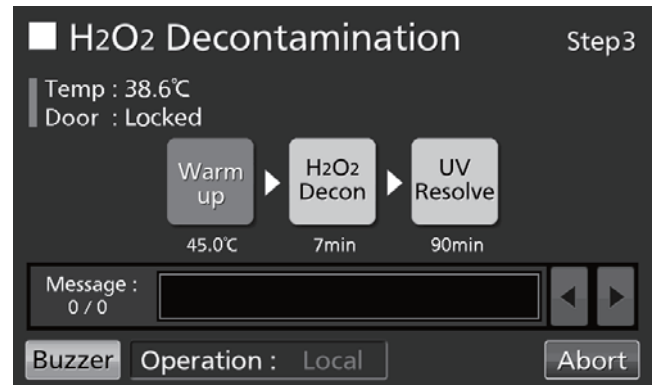 H2O2 Decontamination Step3
Temp : 38.6℃
Door : Locked
Warm up
H2O2 Decon
UV Resolve
45.0℃ 7min 90min
Message :
0 / 0
Buzzer Operation : Local Abort